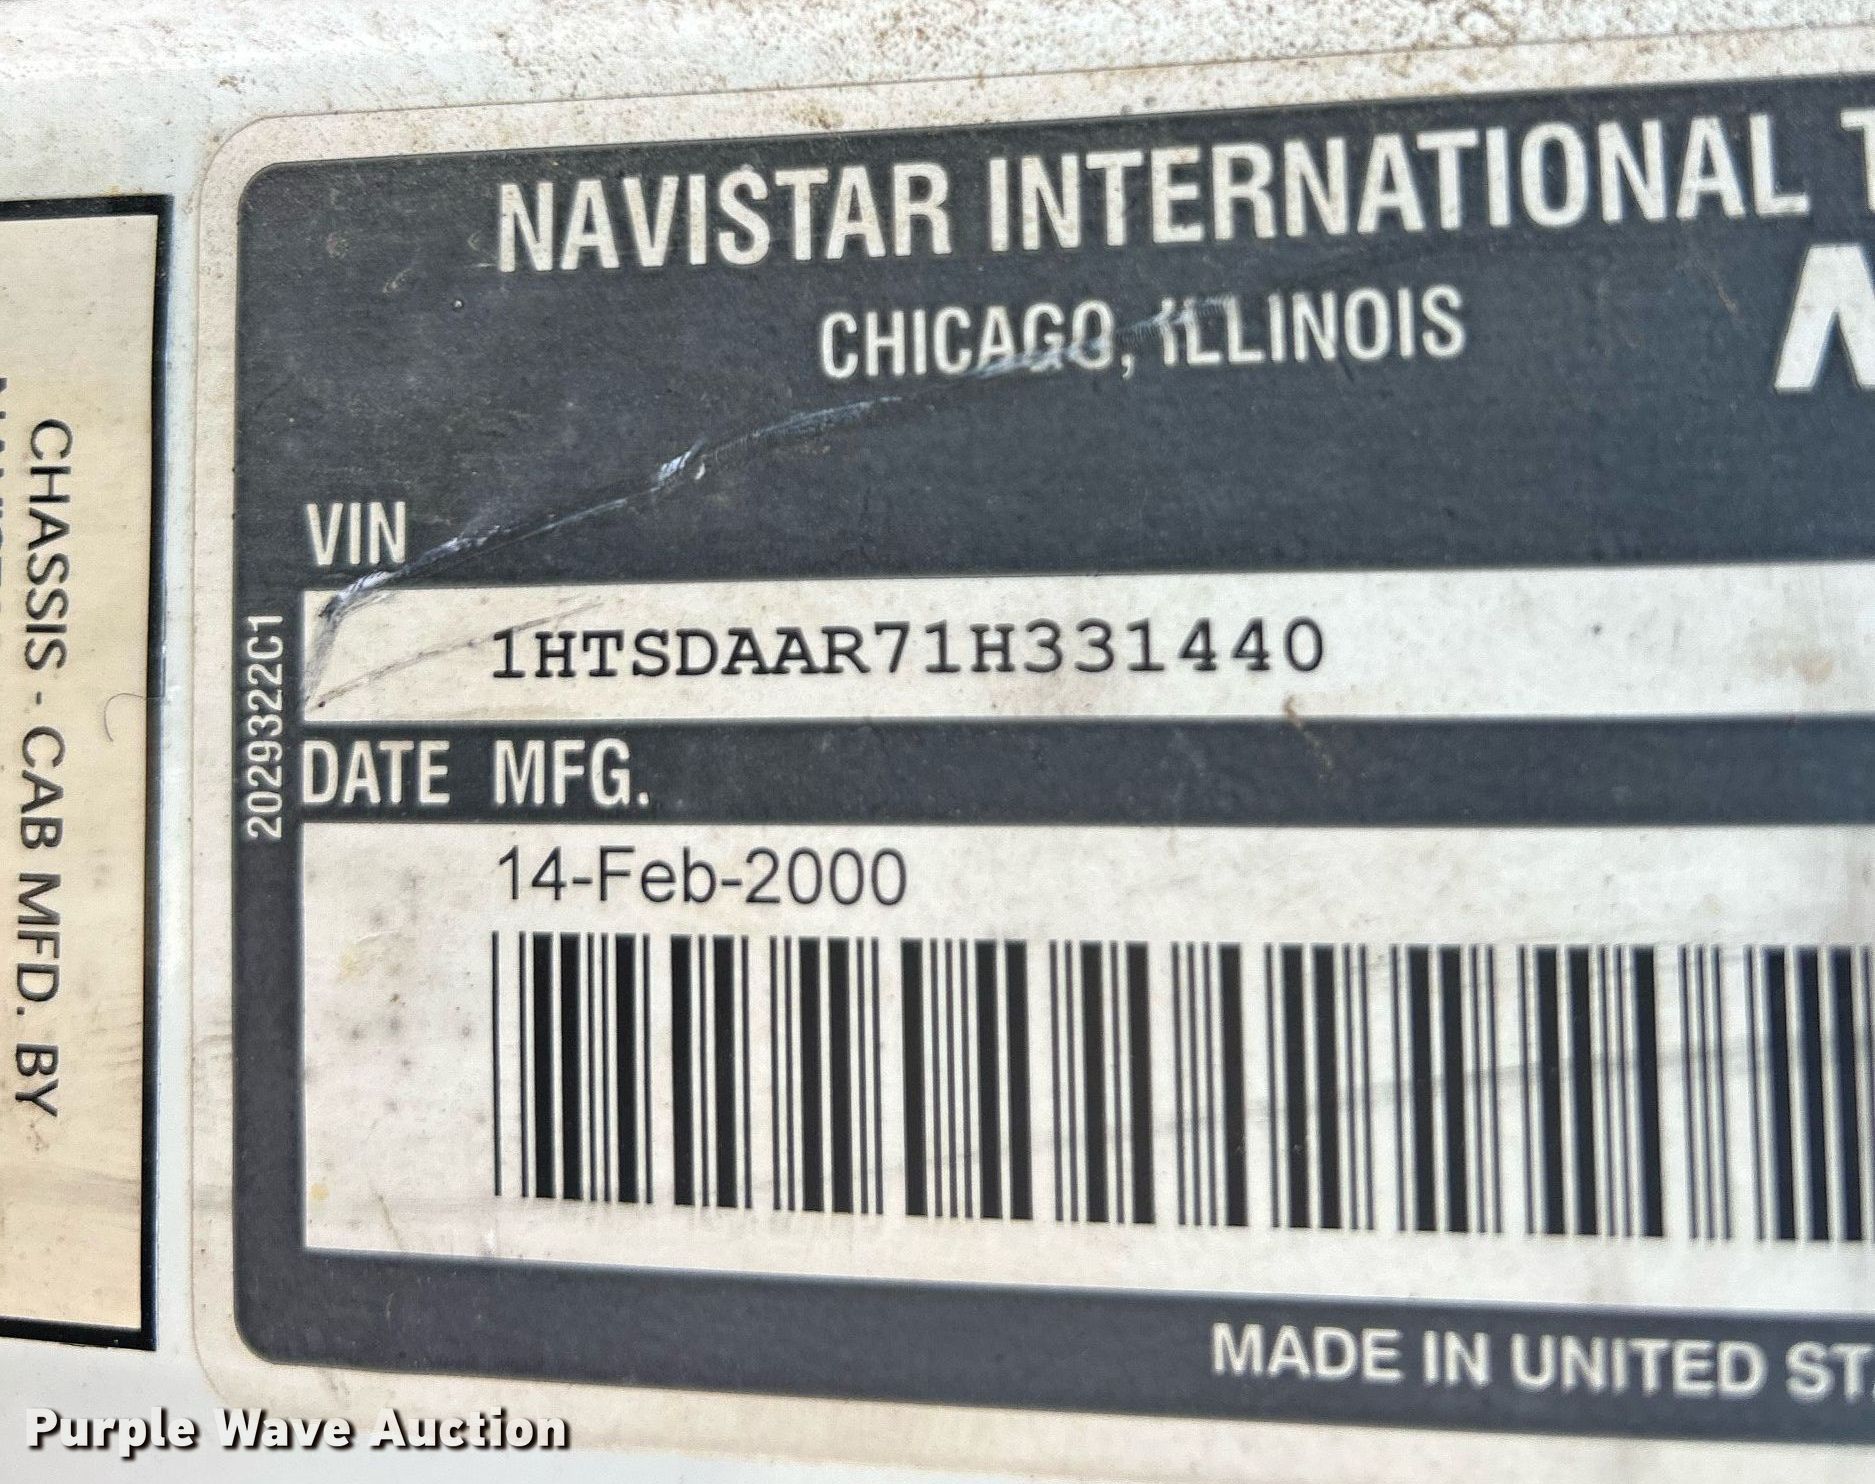 NAVISTAR INTERNATIONAL
CHICAGO, ILLINOIS
VIN
1HTSDAAR71H331440
DATE MFG.
14-Feb-2000
MADE IN UNITED
2029322C1
CHASSIS - CAB MFD. BY
Purple Wave Auction